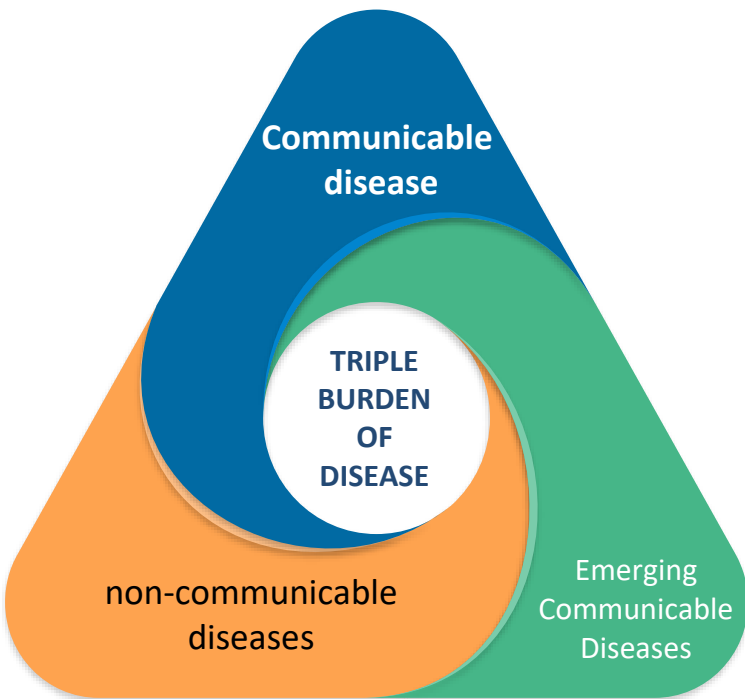 Communicable
disease
TRIPLE
BURDEN
OF
DISEASE
non-communicable
diseases
Emerging
Communicable
Diseases